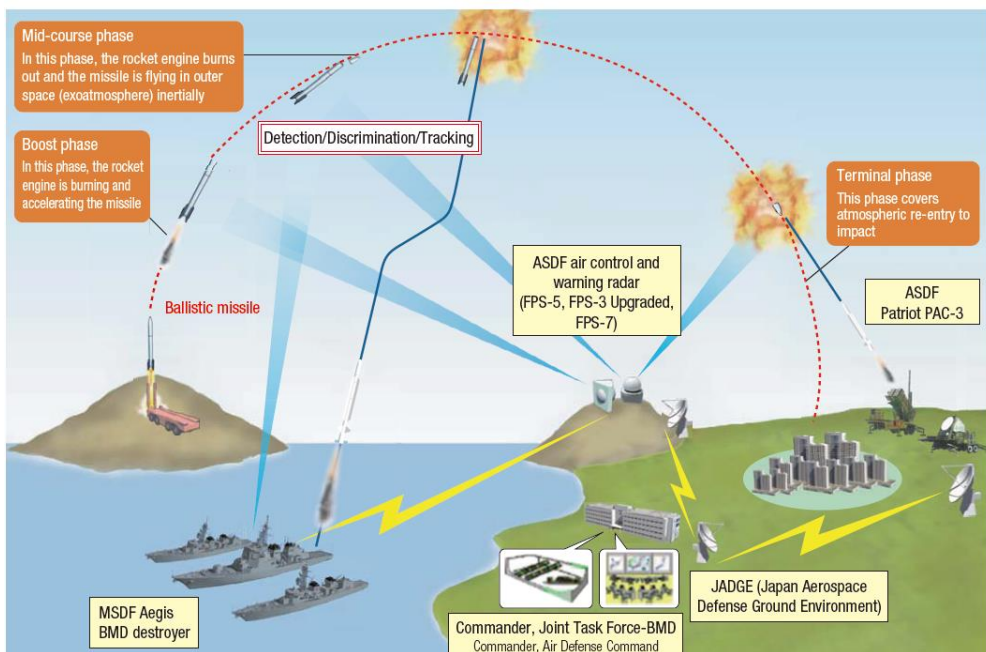 Mid-course phase
In this phase, the rocket engine burns
out and the missile is flying in outer
space (exoatmosphere) inertially
Boost phase
In this phase, the rocket
engine is burning and
accelerating the missile
Detection/Discrimination/Tracking
Terminal phase
This phase covers
atmospheric re-entry to
impact
Ballistic missile
ASDF air control and
warning radar
(FPS-5, FPS-3 Upgraded,
FPS-7)
ASDF
Patriot PAC-3
MSDF Aegis
BMD destroyer
JADGE (Japan Aerospace
Defense Ground Environment)
Commander, Joint Task Force-BMD
Commander, Air Defense Command